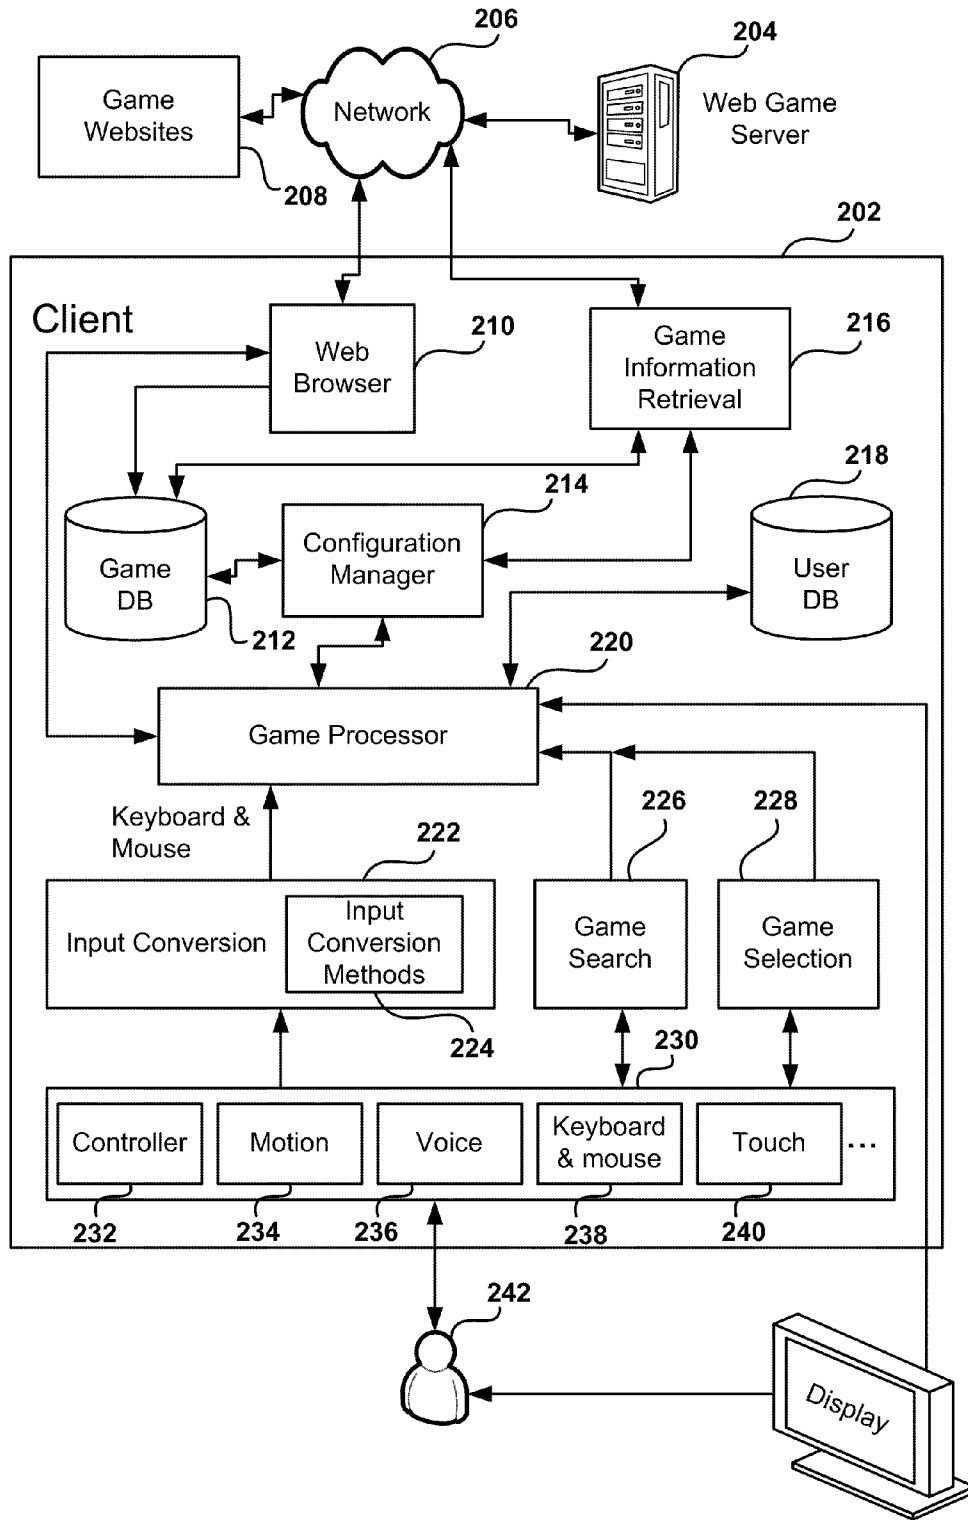 206
204
Game
Websites
Network
Web Game
Server
208
202
Client
210
216
Web
Browser
Game
Information
Retrieval
214
218
Game
DB
Configuration
Manager
User
DB
212
220
Game Processor
Keyboard &
Mouse
222
226
228
Input Conversion
Input
Conversion
Methods
Game
Search
Game
Selection
224
230
Controller
Motion
Voice
Keyboard
& mouse
Touch
...
232
234
236
238
240
242
Display